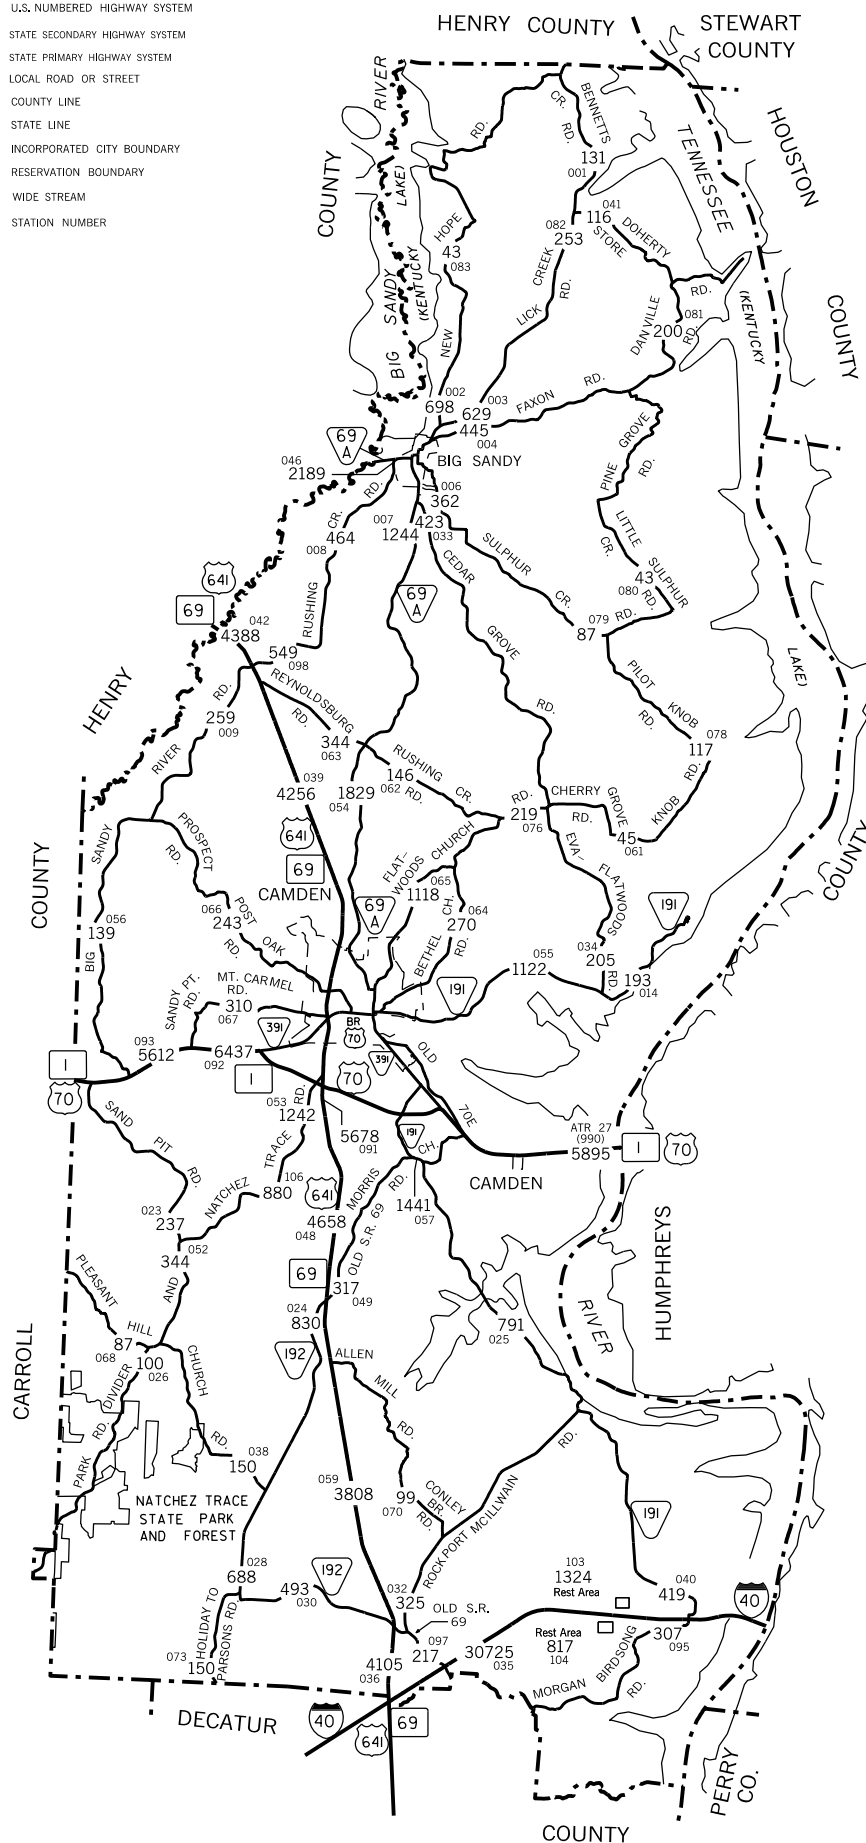 U.S. NUMBERED HIGHWAY SYSTEM
STATE SECONDARY HIGHWAY SYSTEM
STATE PRIMARY HIGHWAY SYSTEM
LOCAL ROAD OR STREET
COUNTY LINE
STATE LINE
INCORPORATED CITY BOUNDARY
RESERVATION BOUNDARY
WIDE STREAM
STATION NUMBER
HENRY COUNTY
STEWART
COUNTY
HOUSTON
COUNTY
COUNTY
RIVER
LAKE)
BIG SANDY
(KENTUCKY
TENNESSEE
(KENTUCKY
RD.
BENNETTS
CR. RD.
131
001
041
116
DOHERTY
STORE
RD.
082
253
HOPE
43
083
NEW
LICK
CREEK
RD.
DANVILLE
RD.
081
200
002
698
003
629
445
004
FAXON
RD.
69
A
046
2189
BIG SANDY
006
362
PINE GROVE
RD.
007
1244
423
033
RD.
CR.
464
008
RUSHING
SULPHUR
CR.
CEDAR
GROVE
RD.
LITTLE
SULPHUR
CR.
RD.
43
080
079
RD.
87
641
69
69
A
042
4388
549
098
HENRY
COUNTY
RD.
259
009
RIVER
REYNOLDSBURG
RD.
344
063
PILOT
KNOB
RD.
078
117
LAKE)
RUSHING
CR.
146
062
RD.
039
4256
1829
054
641
69
RD.
219
076
CHERRY
GROVE
RD.
45
061
KNOB
RD.
COUNTY
SANDY
PROSPECT
RD.
CAMDEN
FLAT-
WOODS
CHURCH
065
1118
EVA-
FLATWOODS
RD.
066
243
POST
OAK
RD.
69
A
BETHEL
CH.
RD.
064
270
191
056
139
BIG
034
205
055
1122
193
014
191
SANDY PT.
RD.
MT. CARMEL
RD.
310
067
391
BR
70
391
093
5612
6437
092
1
70
1
70
OLD
70E
SAND
PIT
RD.
053
1242
RD.
TRACE
5678
091
191
CH.
ATR 27
(990)
5895
1
70
CAMDEN
023
237
NATCHEZ
106
880
641
4658
048
MORRIS
RD.
1441
057
OLD S.R. 69
052
344
AND
PLEASANT
HILL
69
317
049
HUMPHREYS
RIVER
CARROLL
87
068
100
026
CHURCH
RD.
DIVIDER
RD.
PARK
024
830
192
ALLEN
MILL
RD.
791
025
RD.
038
150
NATCHEZ TRACE
STATE PARK
AND FOREST
059
3808
99
070
CONLEY
BR.
RD.
ROCKPORT MCILLWAIN
191
028
688
493
030
192
032
325
OLD S.R.
69
103
1324
Rest Area
040
419
40
HOLIDAY TO
PARSONS RD.
073
150
4105
036
097
217
30725
035
Rest Area
817
104
307
095
MORGAN
BIRDSONG
RD.
DECATUR
40
69
641
PERRY
CO.
COUNTY